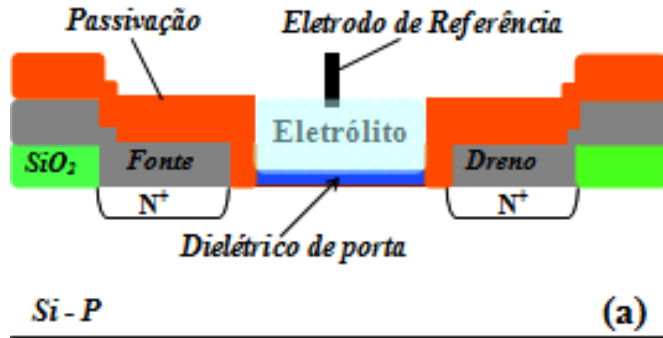 Passivação
Eletrodo de Referência
Eletrólito
SiO₂
Fonte
Dreno
N⁺
N⁺
Dielétrico de porta
Si - P
(a)